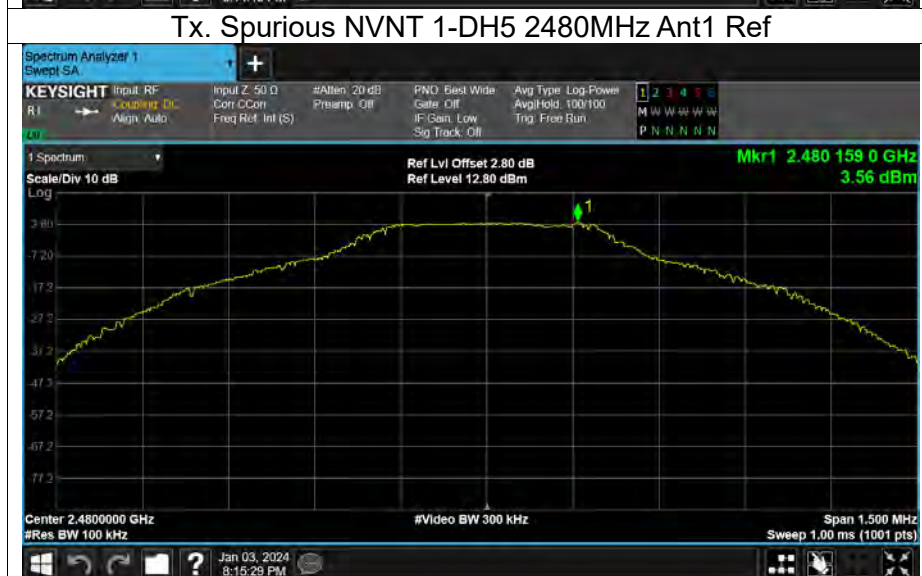 Tx. Spurious NVNT 1-DH5 2480MHz Ant1 Ref
Spectrum Analyzer 1
Swept SA
+
KEYSIGHT Input: RF
Coupling: DC
Align: Auto
Input Z: 50 Ω
Corr CCorr
Freq Ref: Int (S)
#Atten: 20 dB
Preamp: Off
PNO: Best Wide
Gate: Off
IF Gain: Low
Sig Track: Off
Avg Type: Log-Power
Avg|Hold: 100/100
Trig: Free Run
1 2 3 4 5 6
M W W W W W
P N N N N N
1 Spectrum
Scale/Div 10 dB
Log
Ref Lvl Offset 2.80 dB
Ref Level 12.80 dBm
Mkr1 2.480 159 0 GHz
3.56 dBm
1
2.80
-7.20
-17.2
-27.2
-37.2
-47.2
-57.2
-67.2
-77.2
Center 2.4800000 GHz
#Res BW 100 kHz
#Video BW 300 kHz
Span 1.500 MHz
Sweep 1.00 ms (1001 pts)
?
Jan 03, 2024
8:15:29 PM